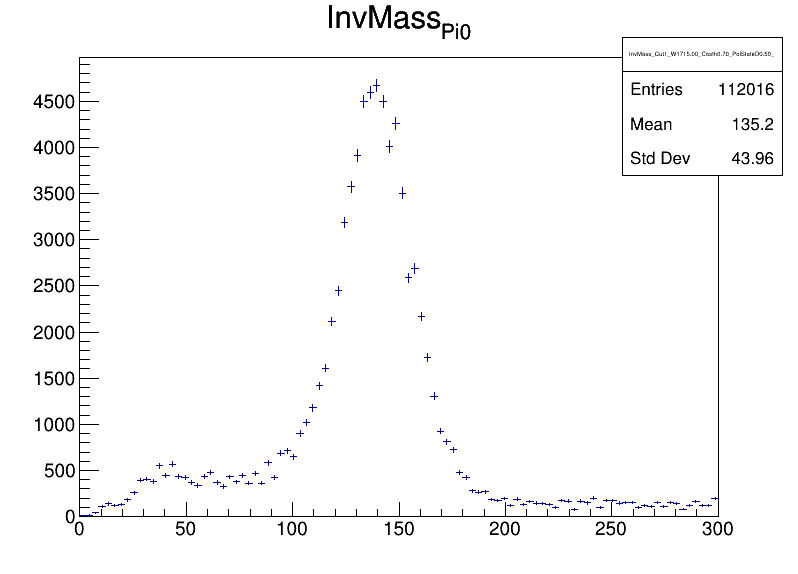 InvMass_Pi0
InvMass_Cut1_W1715.00_Costh0.70_PolStateD0.50_
Entries 112016
Mean 135.2
Std Dev 43.96
4500
4000
3500
3000
2500
2000
1500
1000
500
0
0 50 100 150 200 250 300